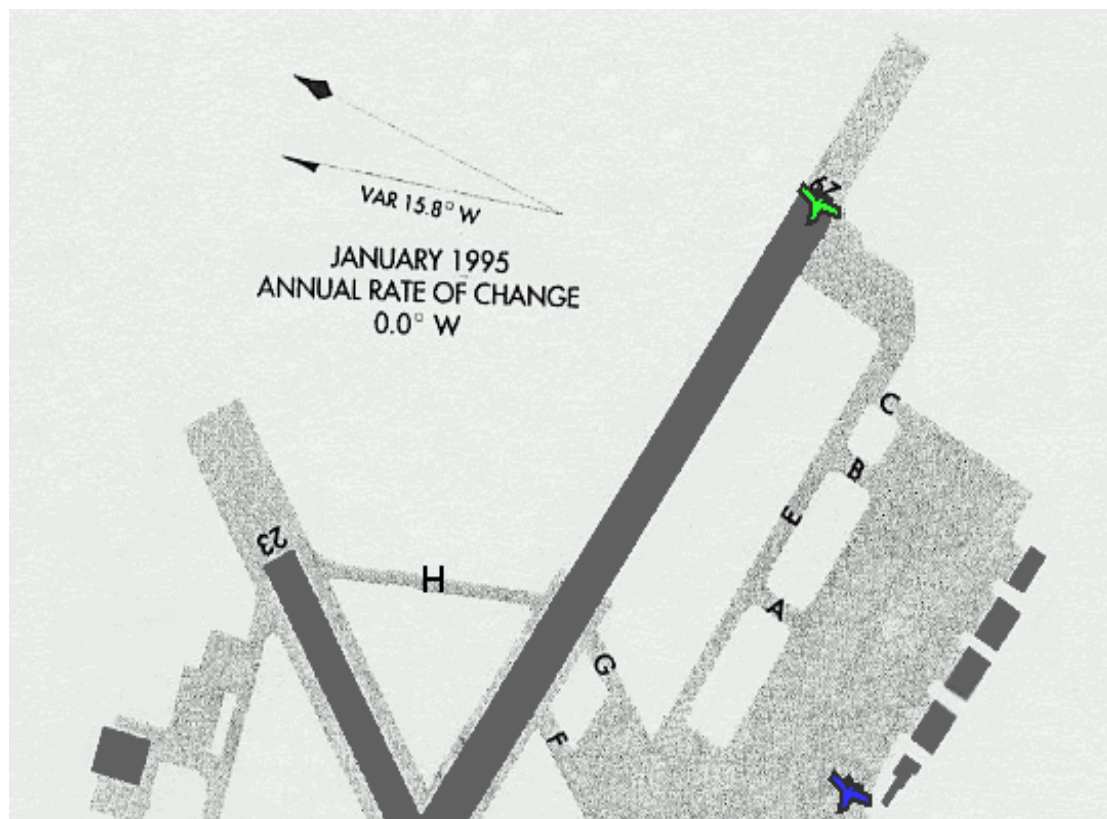 29
VAR 15.8° W
JANUARY 1995
ANNUAL RATE OF CHANGE
0.0° W
C
B
E
23
H
A
G
F